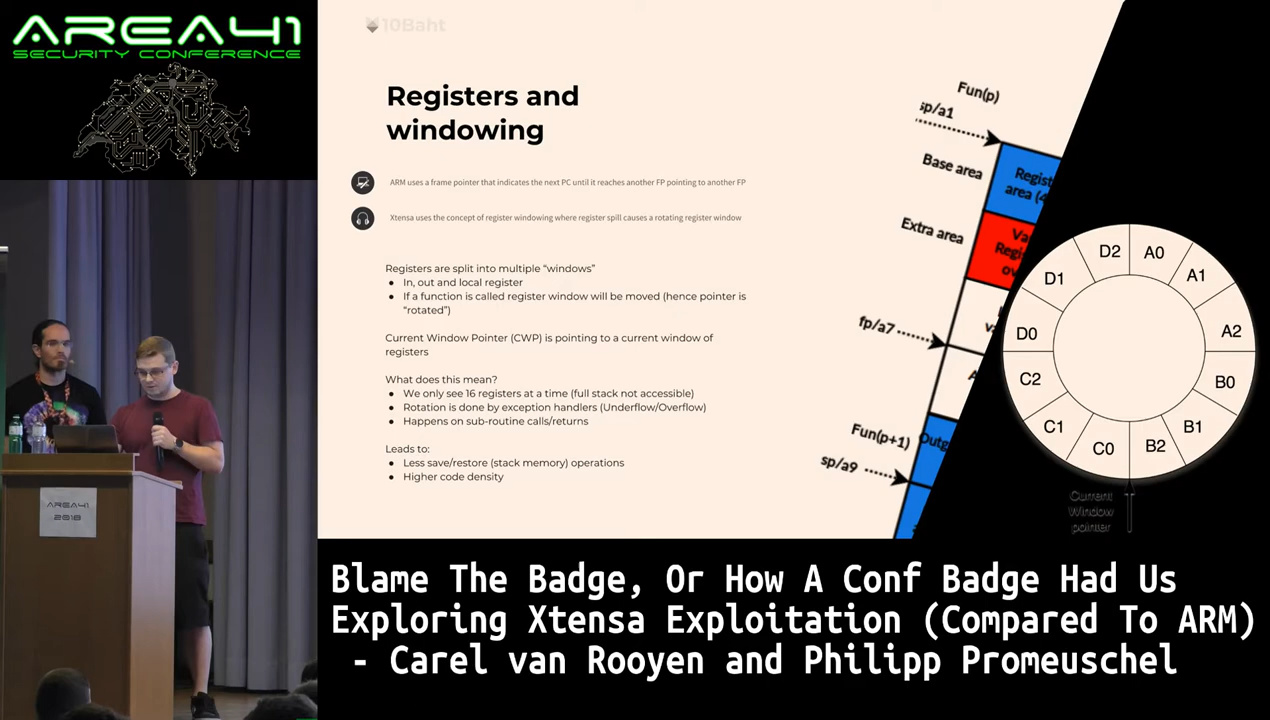 AREA41
SECURITY CONFERENCE
10Baht
Registers and
windowing
ARM uses a frame pointer that indicates the next PC until it reaches another FP pointing to another FP
Xtensa uses the concept of register windowing where register spill causes a rotating register window
Registers are split into multiple “windows”
● In, out and local register
● If a function is called register window will be moved (hence pointer is
“rotated”)
Current Window Pointer (CWP) is pointing to a current window of
registers
What does this mean?
● We only see 16 registers at a time (full stack not accessible)
● Rotation is done by exception handlers (Underflow/Overflow)
● Happens on sub-routine calls/returns
Leads to:
● Less save/restore (stack memory) operations
● Higher code density
Fun(p)
sp/a1
Base area
Extra area
fp/a7
Fun(p+1)
sp/a9
D2
A0
D1
A1
D0
A2
C2
B0
C1
B1
C0
B2
Current
Window
pointer
AREA41
2018
Blame The Badge, Or How A Conf Badge Had Us
Exploring Xtensa Exploitation (Compared To ARM)
- Carel van Rooyen and Philipp Promeuschel